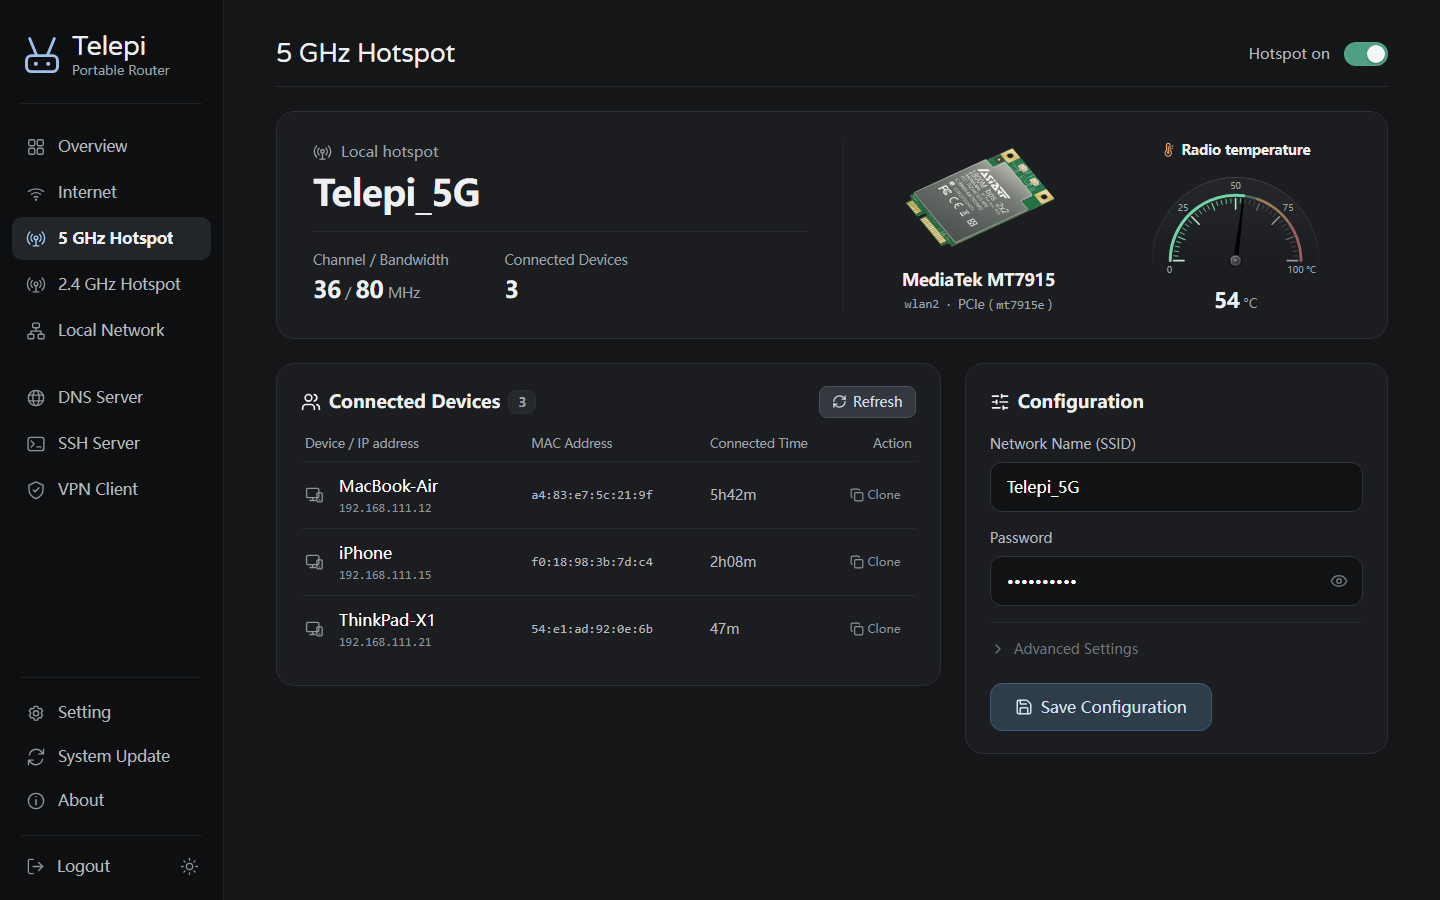 Telepi
Portable Router
Overview
Internet
5 GHz Hotspot
2.4 GHz Hotspot
Local Network
DNS Server
SSH Server
VPN Client
Setting
System Update
About
Logout
5 GHz Hotspot
Hotspot on
Local hotspot
Telepi_5G
Channel / Bandwidth
36 / 80 MHz
Connected Devices
3
MediaTek MT7915
wlan2 · PCIe (mt7915e)
Radio temperature
0
25
50
75
100 °C
54 °C
Connected Devices 3
Refresh
Device / IP address MAC Address Connected Time Action
MacBook-Air
192.168.111.12
a4:83:e7:5c:21:9f
5h42m
Clone
iPhone
192.168.111.15
f0:18:98:3b:7d:c4
2h08m
Clone
ThinkPad-X1
192.168.111.21
54:e1:ad:92:0e:6b
47m
Clone
Configuration
Network Name (SSID)
Telepi_5G
Password
••••••••••
Advanced Settings
Save Configuration